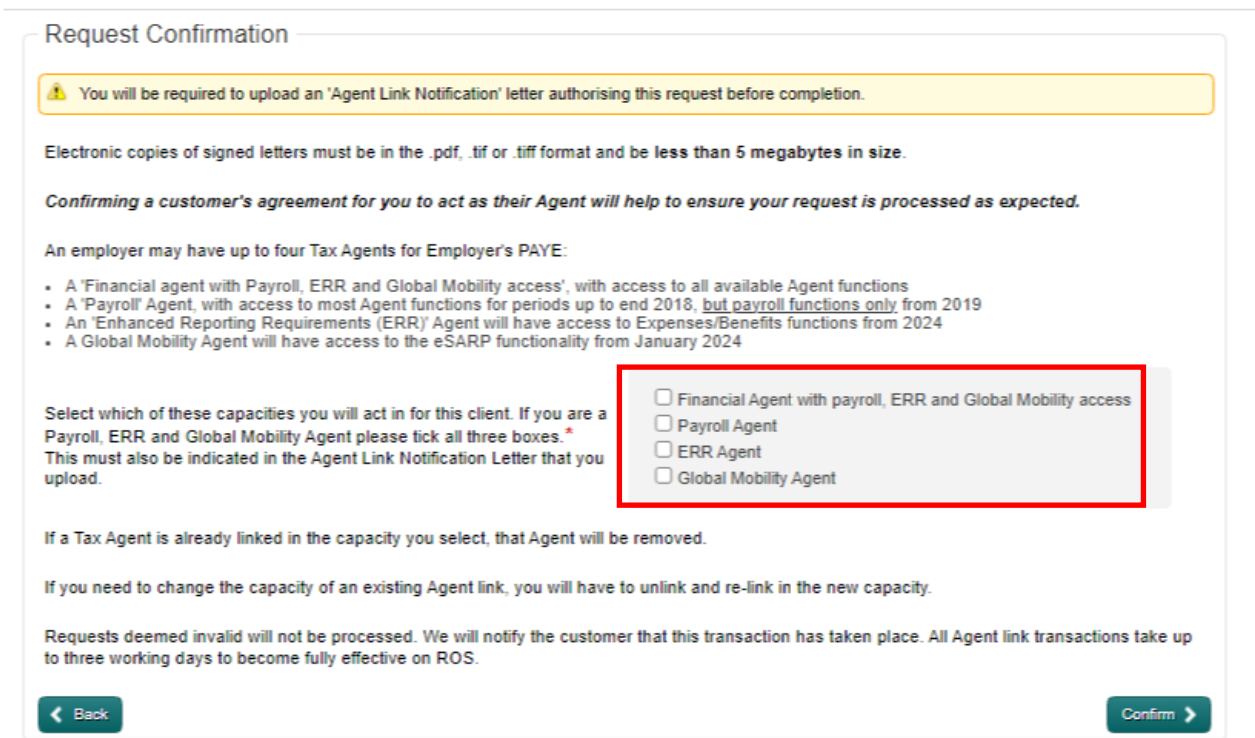 Request Confirmation
You will be required to upload an 'Agent Link Notification' letter authorising this request before completion.
Electronic copies of signed letters must be in the .pdf, .tif or .tiff format and be less than 5 megabytes in size.
Confirming a customer's agreement for you to act as their Agent will help to ensure your request is processed as expected.
An employer may have up to four Tax Agents for Employer's PAYE:
• A 'Financial agent with Payroll, ERR and Global Mobility access', with access to all available Agent functions
• A 'Payroll' Agent, with access to most Agent functions for periods up to end 2018, but payroll functions only from 2019
• An 'Enhanced Reporting Requirements (ERR)' Agent will have access to Expenses/Benefits functions from 2024
• A Global Mobility Agent will have access to the eSARP functionality from January 2024
Select which of these capacities you will act in for this client. If you are a
Payroll, ERR and Global Mobility Agent please tick all three boxes.*
This must also be indicated in the Agent Link Notification Letter that you
upload.
Financial Agent with payroll, ERR and Global Mobility access
Payroll Agent
ERR Agent
Global Mobility Agent
If a Tax Agent is already linked in the capacity you select, that Agent will be removed.
If you need to change the capacity of an existing Agent link, you will have to unlink and re-link in the new capacity.
Requests deemed invalid will not be processed. We will notify the customer that this transaction has taken place. All Agent link transactions take up
to three working days to become fully effective on ROS.
Back
Confirm